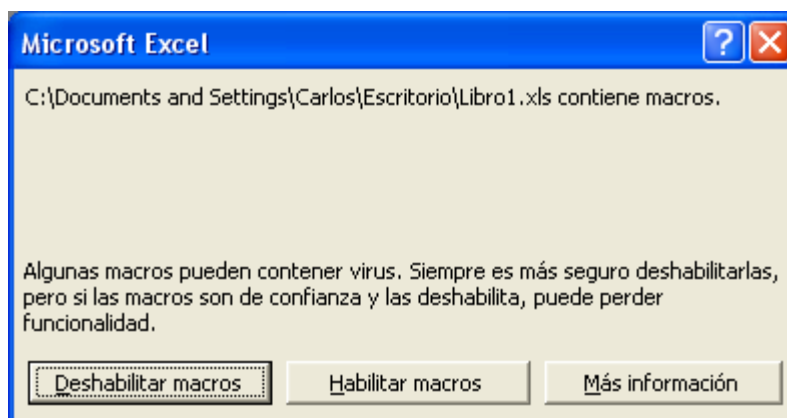 Microsoft Excel
C:\Documents and Settings\Carlos\Escritorio\Libro1.xls contiene macros.
Algunas macros pueden contener virus. Siempre es más seguro deshabilitarlas,
pero si las macros son de confianza y las deshabilita, puede perder
funcionalidad.
Deshabilitar macros
Habilitar macros
Más información